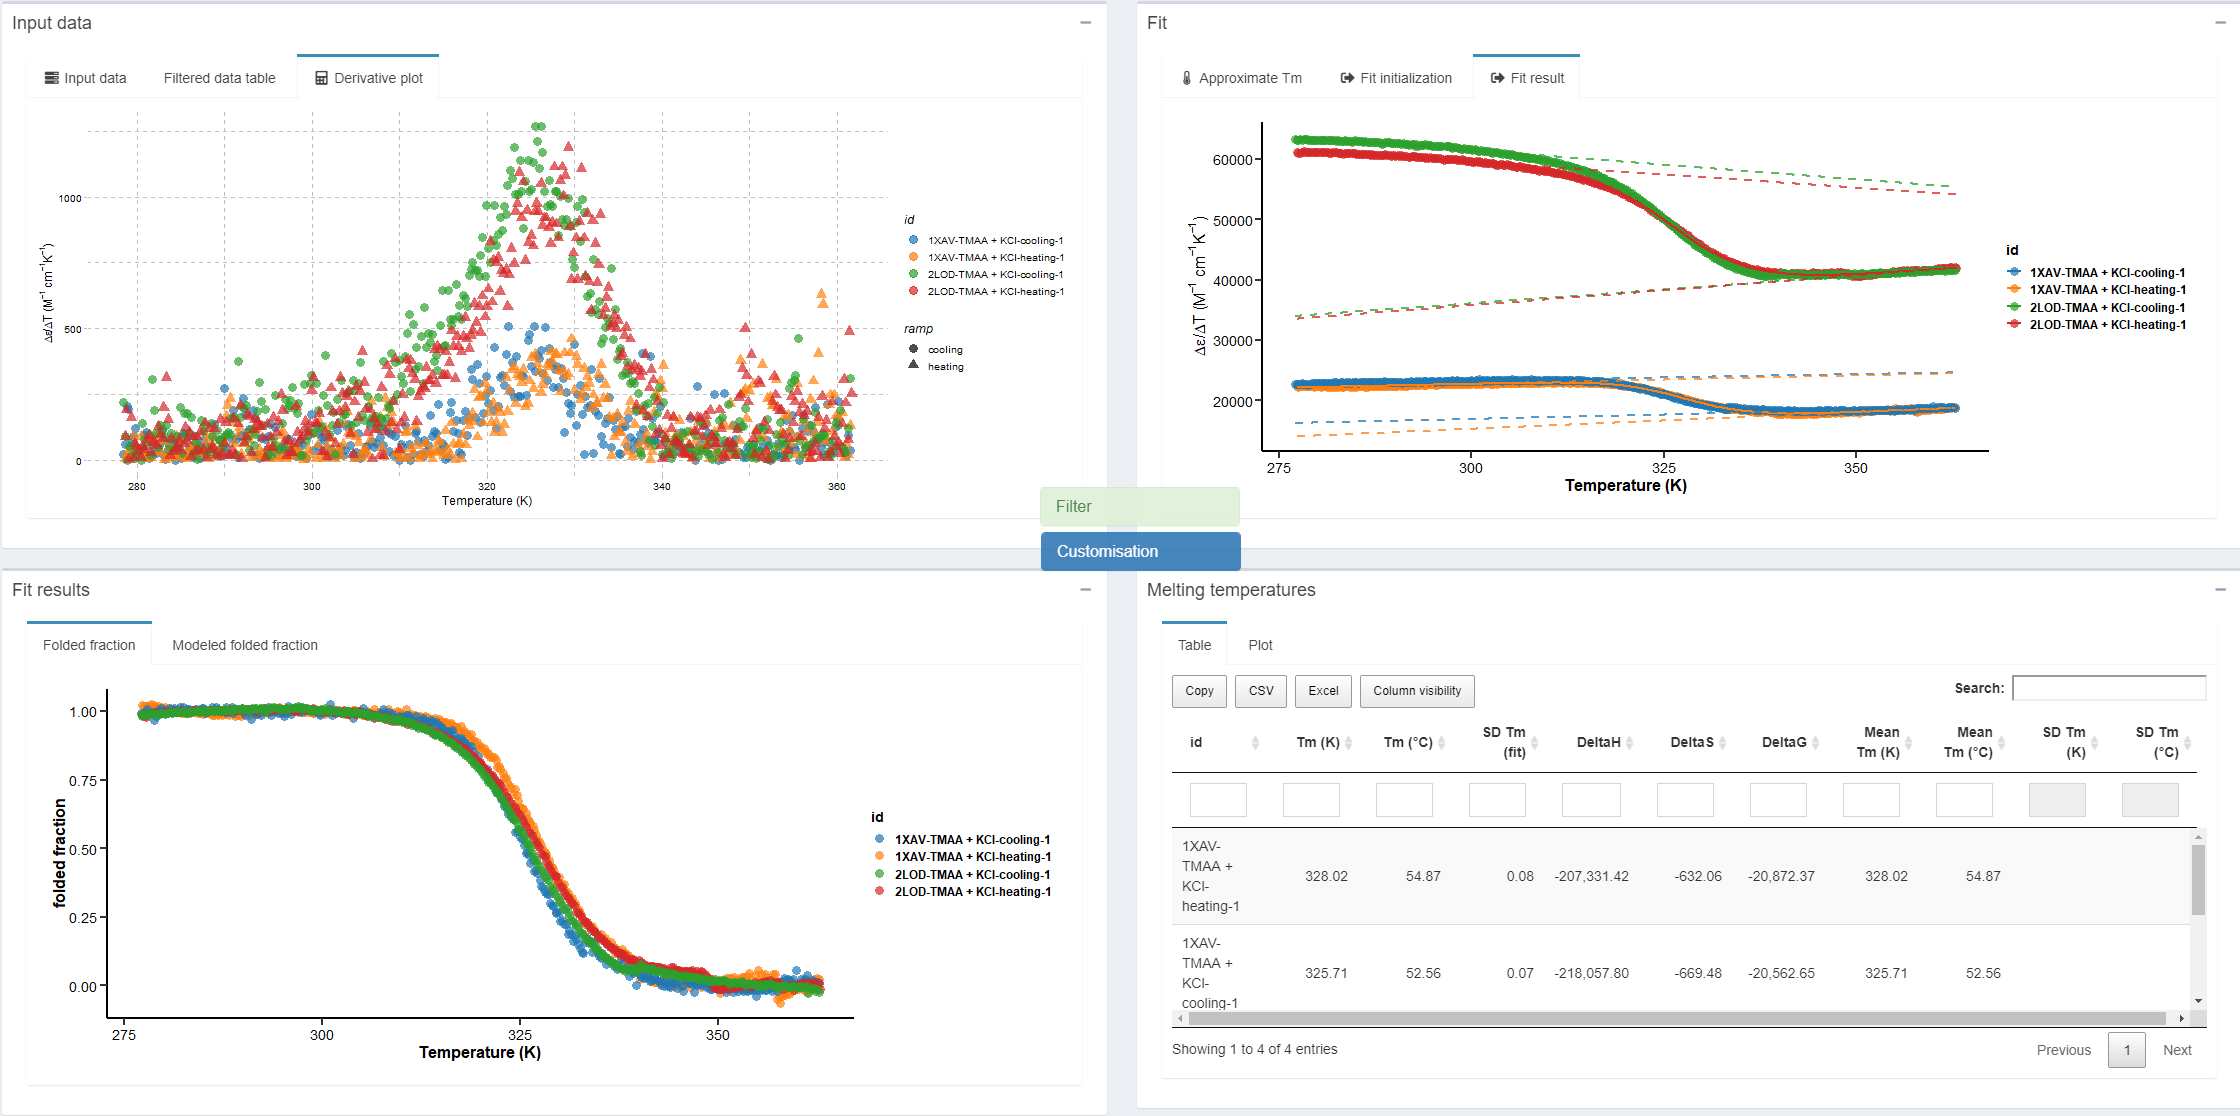 Input data
Input data
Filtered data table
Derivative plot
1000
500
0
Δε/ΔT (M⁻¹ cm⁻¹K⁻¹)
280
300
320
340
360
Temperature (K)
id
1XAV-TMAA + KCl-cooling-1
1XAV-TMAA + KCl-heating-1
2LOD-TMAA + KCl-cooling-1
2LOD-TMAA + KCl-heating-1
ramp
cooling
heating
Fit
Approximate Tm
Fit initialization
Fit result
60000
50000
40000
30000
20000
Δε/ΔT (M⁻¹ cm⁻¹K⁻¹)
275
300
325
350
Temperature (K)
id
1XAV-TMAA + KCl-cooling-1
1XAV-TMAA + KCl-heating-1
2LOD-TMAA + KCl-cooling-1
2LOD-TMAA + KCl-heating-1
Filter
Customisation
Fit results
Folded fraction
Modeled folded fraction
1.00
0.75
0.50
0.25
0.00
folded fraction
275
300
325
350
Temperature (K)
id
1XAV-TMAA + KCl-cooling-1
1XAV-TMAA + KCl-heating-1
2LOD-TMAA + KCl-cooling-1
2LOD-TMAA + KCl-heating-1
Melting temperatures
Table
Plot
Copy
CSV
Excel
Column visibility
Search:
id
Tm (K)
Tm (°C)
SD Tm
(fit)
DeltaH
DeltaS
DeltaG
Mean
Tm (K)
Mean
Tm (°C)
SD Tm
(K)
SD Tm
(°C)
1XAV-
TMAA +
KCl-
heating-1
328.02
54.87
0.08
-207,331.42
-632.06
-20,872.37
328.02
54.87
1XAV-
TMAA +
KCl-
cooling-1
325.71
52.56
0.07
-218,057.80
-669.48
-20,562.65
325.71
52.56
Showing 1 to 4 of 4 entries
Previous
1
Next